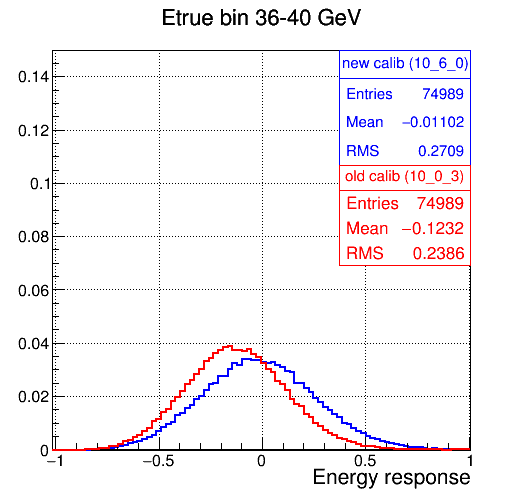 Etrue bin 36-40 GeV
new calib (10_6_0)
Entries 74989
Mean −0.01102
RMS 0.2709
old calib (10_0_3)
Entries 74989
Mean −0.1232
RMS 0.2386
0.14
0.12
0.1
0.08
0.06
0.04
0.02
0
−1 −0.5 0 0.5 1
Energy response